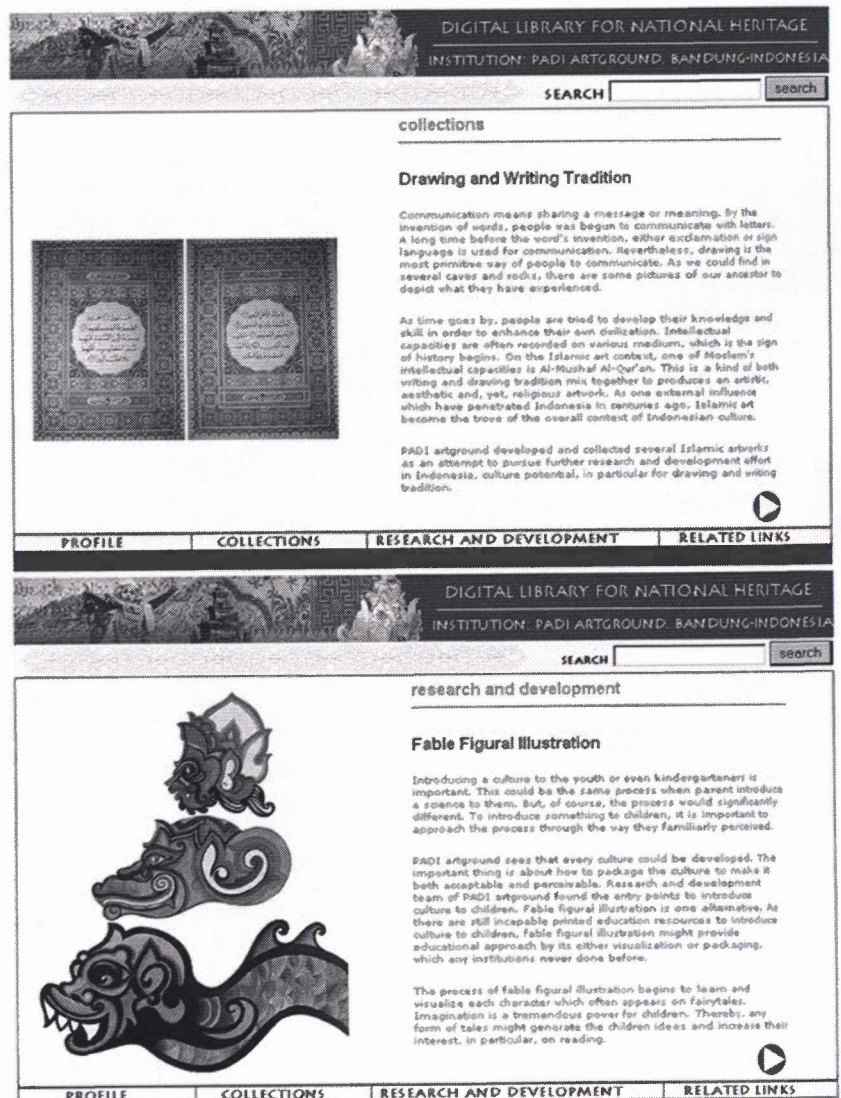 DIGITAL LIBRARY FOR NATIONAL HERITAGE
INSTITUTION: PADI ARTGROUND, BANDUNG-INDONESIA
SEARCH search
collections
Drawing and Writing Tradition
Communication means sharing a message or meaning. By the
invention of words, people was begun to communicate with letters.
A long time before the word's invention, either exclamation or sign
language is used for communication. Nevertheless, drawing is the
most primitive way of people to communicate. As we could find in
several caves and rocks, there are some pictures of our ancestor to
depict what they have experienced.
As time goes by, people are tried to develop their knowledge and
skill in order to enhance their own civilization. Intellectual
capacities are often recorded on various medium, which is the sign
of history begins. On the Islamic art context, one of Moslem's
intellectual capacities is Al-Mushaf Al-Qur'an. This is a kind of both
writing and drawing tradition mix together to produces an artistic,
aesthetic and, yet, religious artwork. As one external influence
which have penetrated Indonesia in centuries ago, Islamic art
become the trove of the overall context of Indonesian culture.
PADI artground developed and collected several Islamic artworks
as an attempt to pursue further research and development effort
in Indonesia, culture potential, in particular for drawing and writing
tradition.
PROFILE COLLECTIONS RESEARCH AND DEVELOPMENT RELATED LINKS
DIGITAL LIBRARY FOR NATIONAL HERITAGE
INSTITUTION: PADI ARTGROUND, BANDUNG-INDONESIA
SEARCH search
research and development
Fable Figural Illustration
Introducing a culture to the youth or even kindergarteners is
important. This could be the same process when parent introduce
a science to them. But, of course, the process would significantly
different. To introduce something to children, it is important to
approach the process through the way they familiarly perceived.
PADI artground sees that every culture could be developed. The
important thing is about how to package the culture to make it
both acceptable and perceivable. Research and development
team of PADI artground found the entry points to introduce
culture to children. Fable figural illustration is one alternative. As
there are still incapable printed education resources to introduce
culture to children, fable figural illustration might provide
educational approach by its either visualization or packaging,
which any institutions never done before.
The process of fable figural illustration begins to learn and
visualize each character which often appears on fairytales.
Imagination is a tremendous power for children. Thereby, any
form of tales might generate the children ideas and increase their
interest, in particular, on reading.
PROFILE COLLECTIONS RESEARCH AND DEVELOPMENT RELATED LINKS